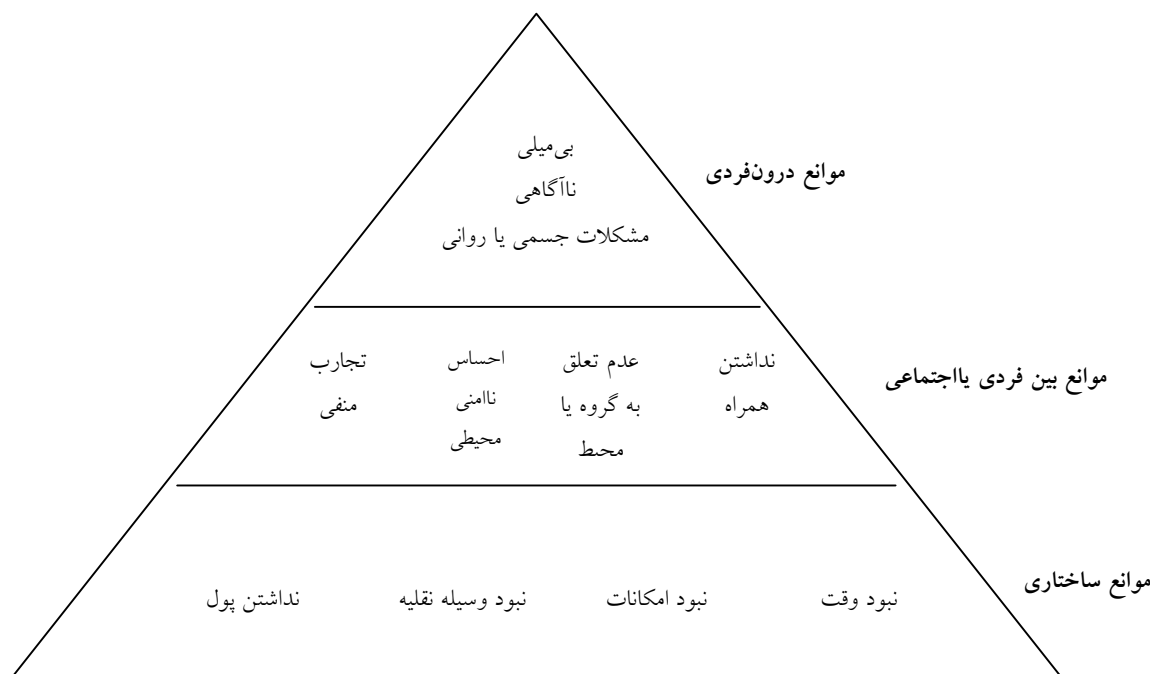 بی‌میلی
ناآگاهی
مشکلات جسمی یا روانی
موانع درون‌فردی
نداشتن
همراه
عدم تعلق
به گروه یا
محیط
احساس
ناامنی
محیطی
تجارب
منفی
موانع بین فردی یااجتماعی
نبود وقت
نبود امکانات
نبود وسیله نقلیه
نداشتن پول
موانع ساختاری